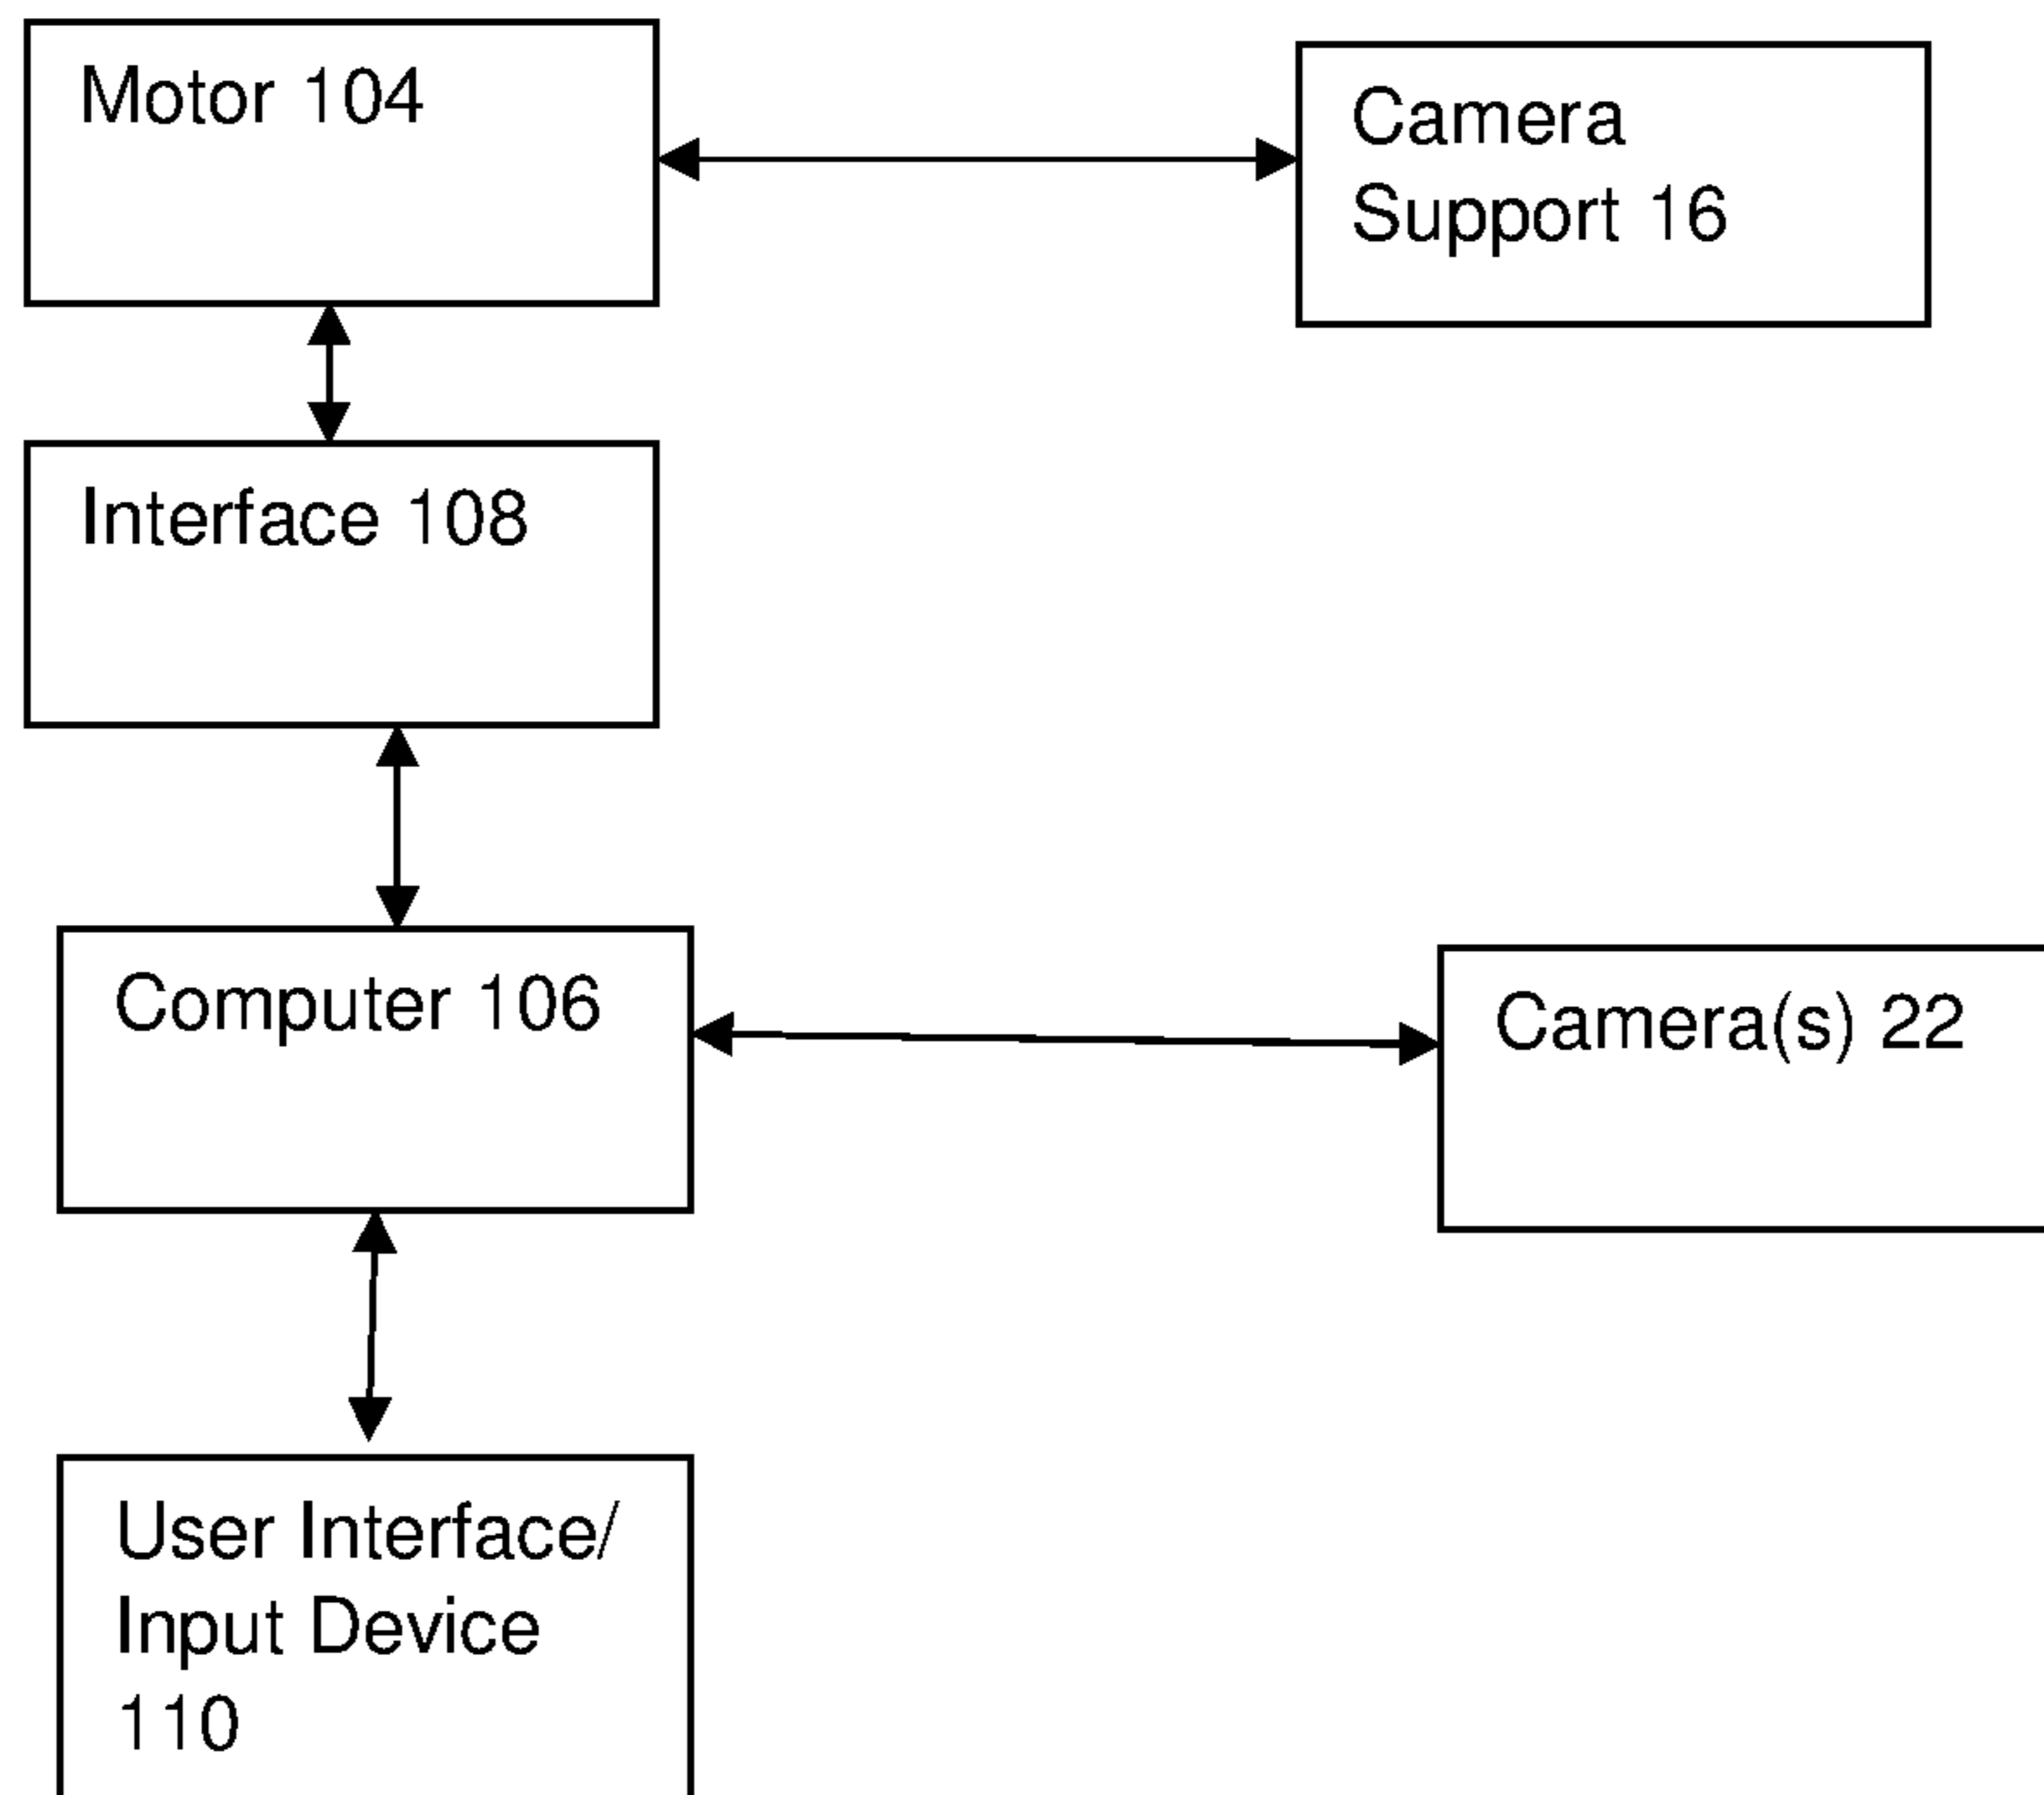 Motor 104
Camera
Support 16
Interface 108
Computer 106
Camera(s) 22
User Interface/
Input Device
110